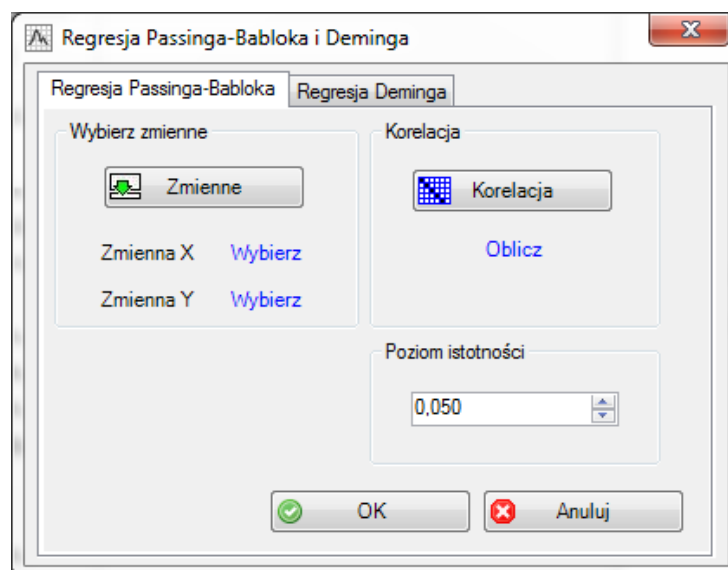 Regresja Passinga-Babloka i Deminga
Regresja Passinga-Babloka
Regresja Deminga
Wybierz zmienne
Zmienne
Zmienna X Wybierz
Zmienna Y Wybierz
Korelacja
Korelacja
Oblicz
Poziom istotności
0,050
OK
Anuluj